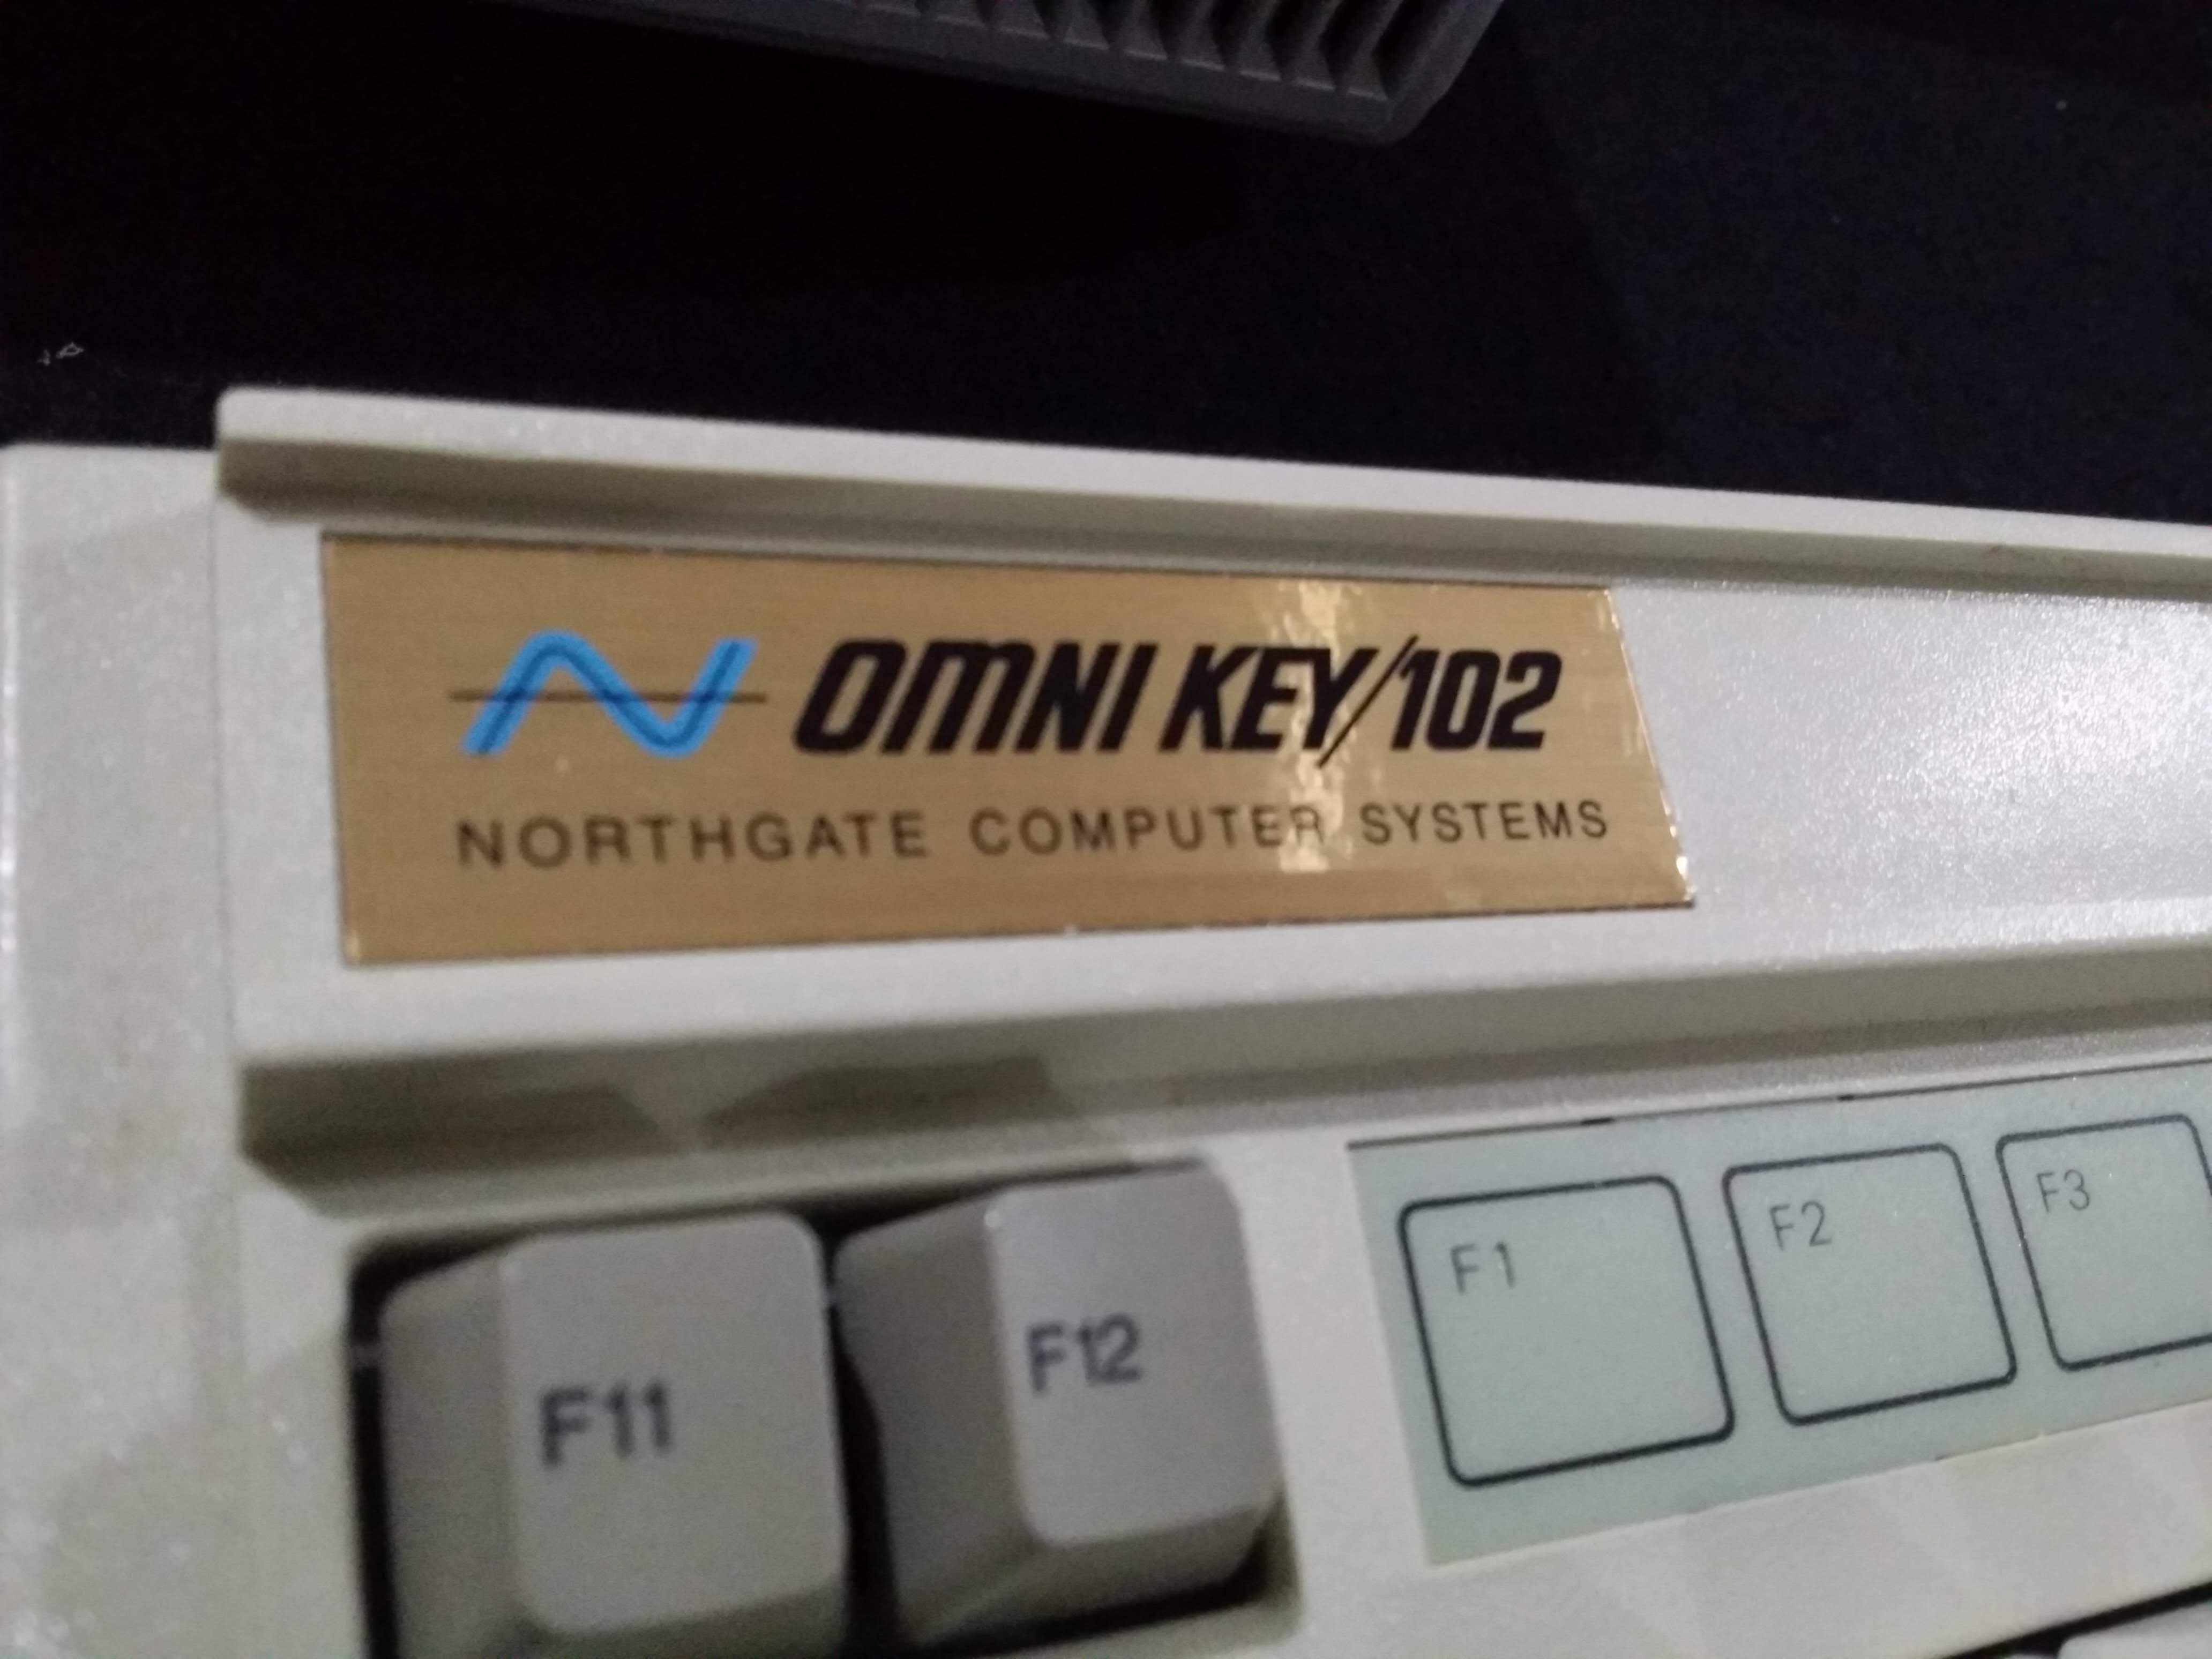 OMNI KEY/102
NORTHGATE COMPUTER SYSTEMS
F11
F12
F1
F2
F3